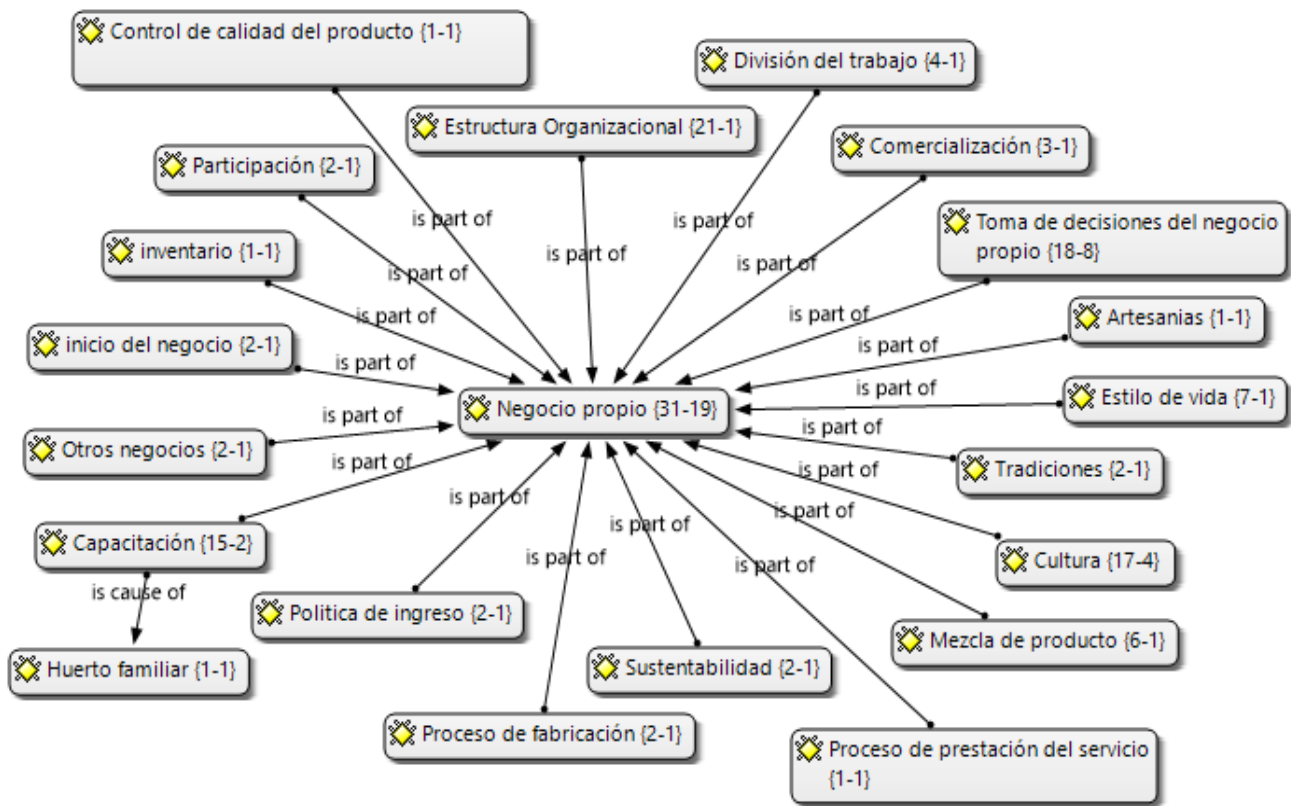 Control de calidad del producto {1-1}
División del trabajo {4-1}
Estructura Organizacional {21-1}
Comercialización {3-1}
Participación {2-1}
is part of
is part of
Toma de decisiones del negocio
propio {18-8}
inventario {1-1}
is part of
is part of
is part of
is part of
is part of
Artesanias {1-1}
inicio del negocio {2-1}
is part of
is part of
is part of
Estilo de vida {7-1}
Negocio propio {31-19}
Otros negocios {2-1}
is part of
is part of
Tradiciones {2-1}
is part of
is part of
is part of
is part of
Capacitación {15-2}
is part of
is part of
Cultura {17-4}
is cause of
Politica de ingreso {2-1}
Mezcla de producto {6-1}
Huerto familiar {1-1}
Sustentabilidad {2-1}
Proceso de fabricación {2-1}
Proceso de prestación del servicio
{1-1}